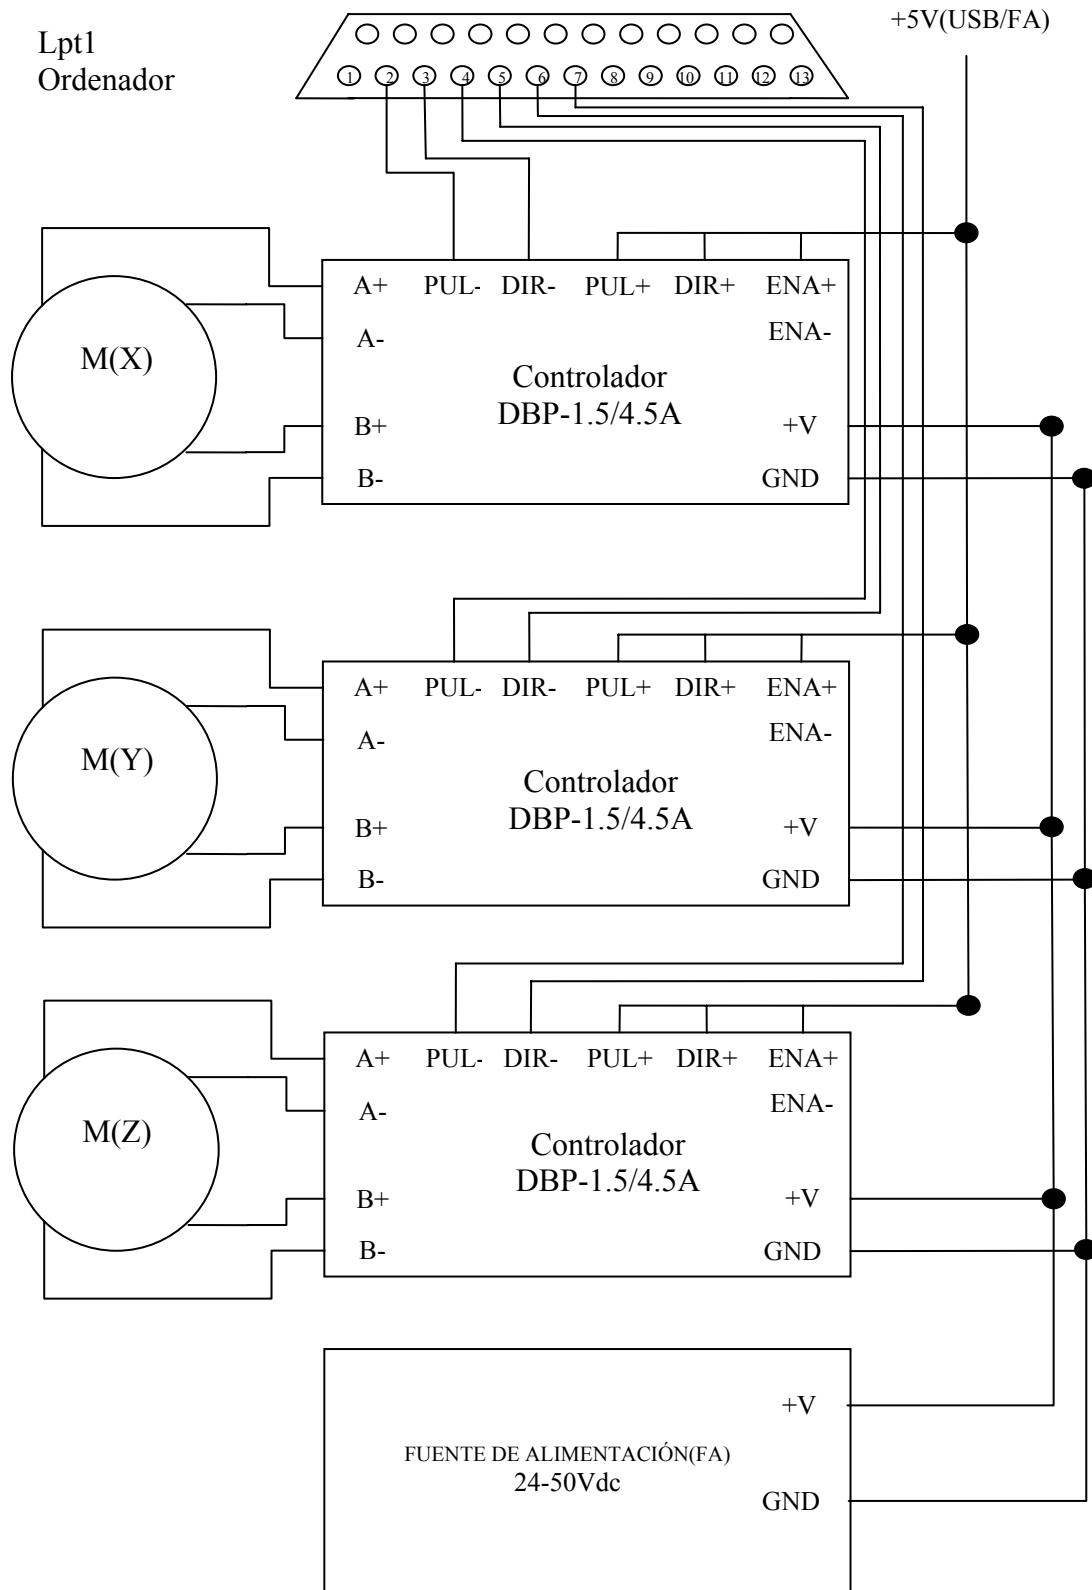 +5V(USB/FA)
Lpt1
Ordenador
1 2 3 4 5 6 7 8 9 10 11 12 13
A+ PUL- DIR- PUL+ DIR+ ENA+
ENA-
A-
M(X)
Controlador
DBP-1.5/4.5A
B+ +V
B- GND
A+ PUL- DIR- PUL+ DIR+ ENA+
ENA-
A-
M(Y)
Controlador
DBP-1.5/4.5A
B+ +V
B- GND
A+ PUL- DIR- PUL+ DIR+ ENA+
ENA-
A-
M(Z)
Controlador
DBP-1.5/4.5A
B+ +V
B- GND
+V
FUENTE DE ALIMENTACIÓN(FA)
24-50Vdc
GND